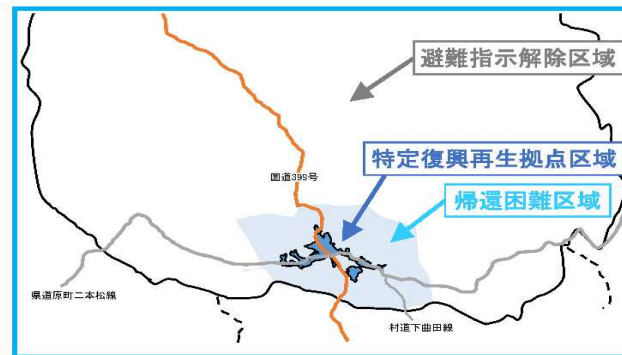 避難指示解除区域
特定復興再生拠点区域
国道399号
帰還困難区域
県道原町二本松線
村道下曲田線